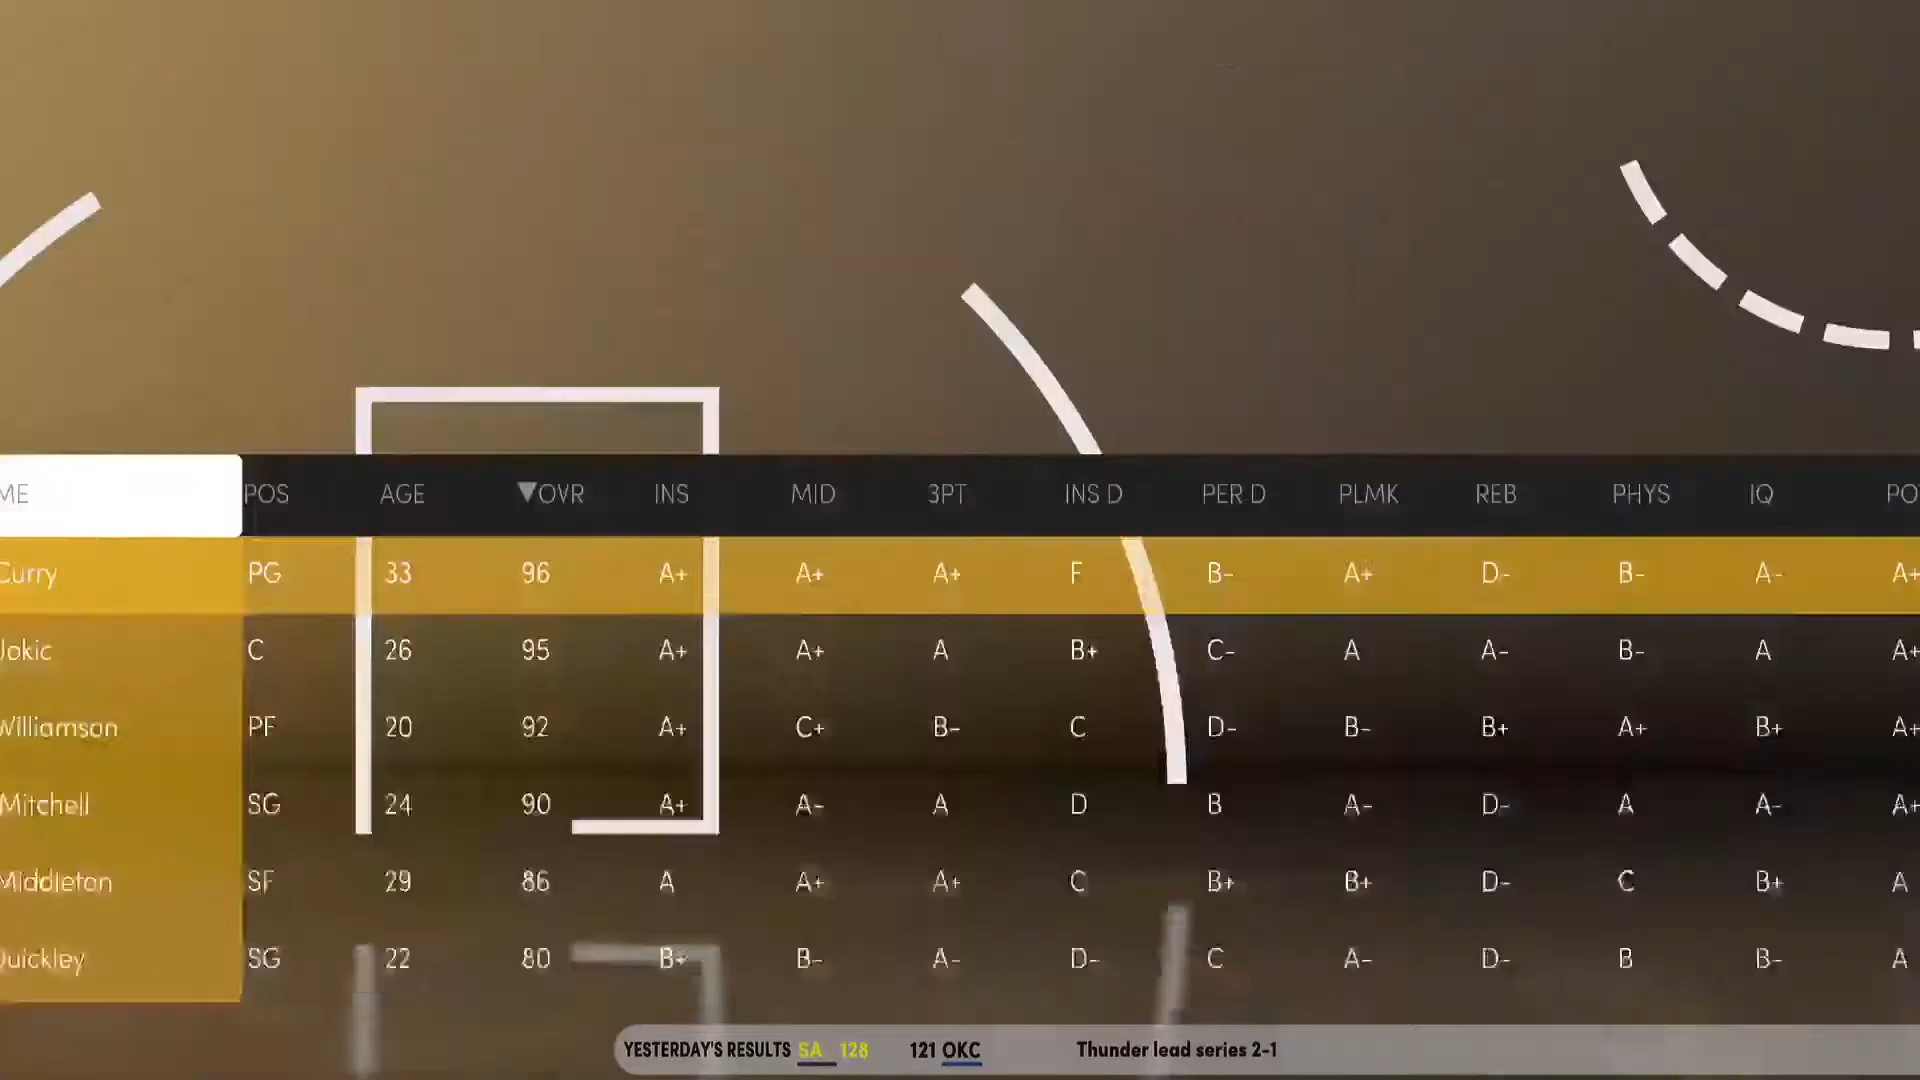 ME POS AGE ▼OVR INS MID 3PT INS D PER D PLMK REB PHYS IQ PO
Curry PG 33 96 A+ A+ A+ F B- A+ D- B- A- A+
Jokic C 26 95 A+ A+ A B+ C- A A- B- A A+
Williamson PF 20 92 A+ C+ B- C D- B- B+ A+ B+ A+
Mitchell SG 24 90 A+ A- A D B A- D- A A- A+
Middleton SF 29 86 A A+ A+ C B+ B+ D- C B+ A
Quickley SG 22 80 B+ B- A- D- C A- D- B B- A
YESTERDAY'S RESULTS SA 128 121 OKC Thunder lead series 2-1